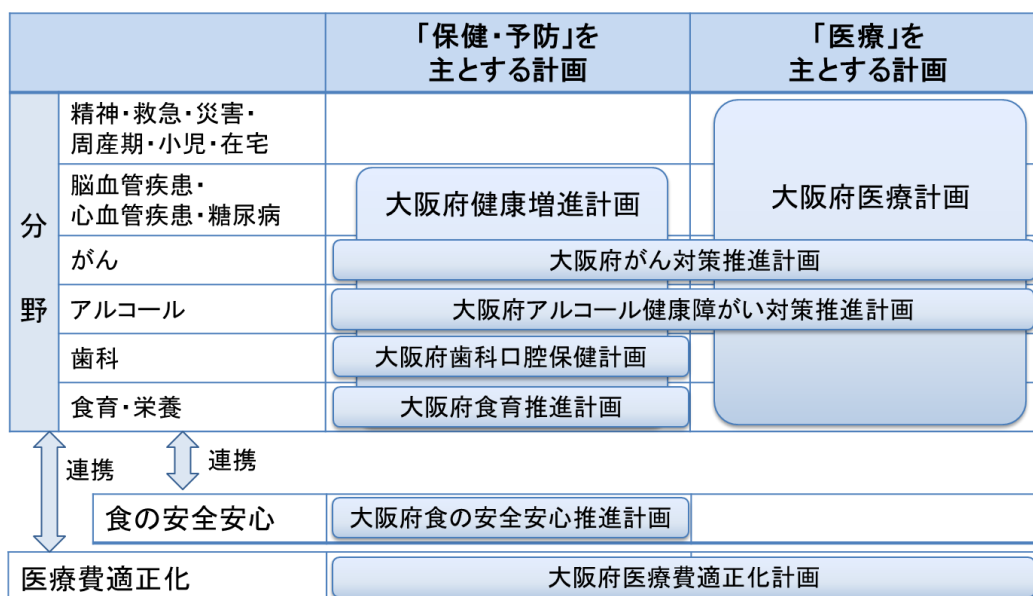 「保健・予防」を
主とする計画
「医療」を
主とする計画
分
野
精神・救急・災害・
周産期・小児・在宅
脳血管疾患・
心血管疾患・糖尿病
大阪府健康増進計画
大阪府医療計画
がん
大阪府がん対策推進計画
アルコール
大阪府アルコール健康障がい対策推進計画
歯科
大阪府歯科口腔保健計画
食育・栄養
大阪府食育推進計画
連携
連携
食の安全安心
大阪府食の安全安心推進計画
医療費適正化
大阪府医療費適正化計画